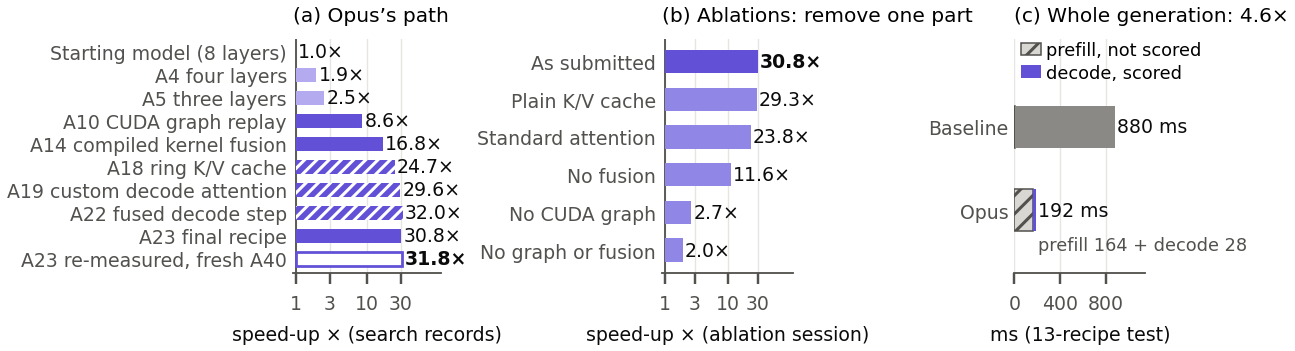 (a) Opus’s path
Starting model (8 layers) 1.0×
A4 four layers 1.9×
A5 three layers 2.5×
A10 CUDA graph replay 8.6×
A14 compiled kernel fusion 16.8×
A18 ring K/V cache 24.7×
A19 custom decode attention 29.6×
A22 fused decode step 32.0×
A23 final recipe 30.8×
A23 re-measured, fresh A40 31.8×
1 3 10 30
speed-up × (search records)
(b) Ablations: remove one part
As submitted 30.8×
Plain K/V cache 29.3×
Standard attention 23.8×
No fusion 11.6×
No CUDA graph 2.7×
No graph or fusion 2.0×
1 3 10 30
speed-up × (ablation session)
(c) Whole generation: 4.6×
prefill, not scored
decode, scored
Baseline 880 ms
Opus 192 ms
prefill 164 + decode 28
0 400 800
ms (13-recipe test)